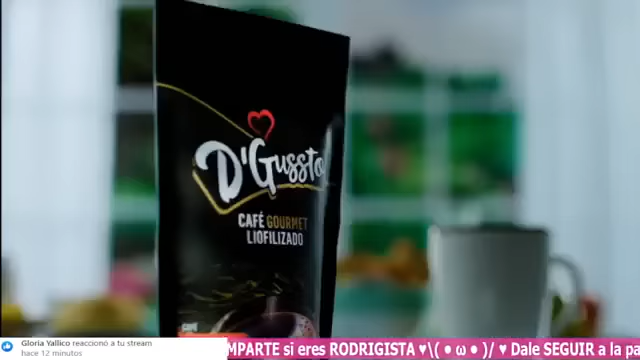 D'Gussto
CAFÉ GOURMET
LIOFILIZADO
Gloria Yallico reaccionó a tu stream
hace 12 minutos
MPARTE si eres RODRIGISTA ♥\( • ω • )/ ♥ Dale SEGUIR a la pa